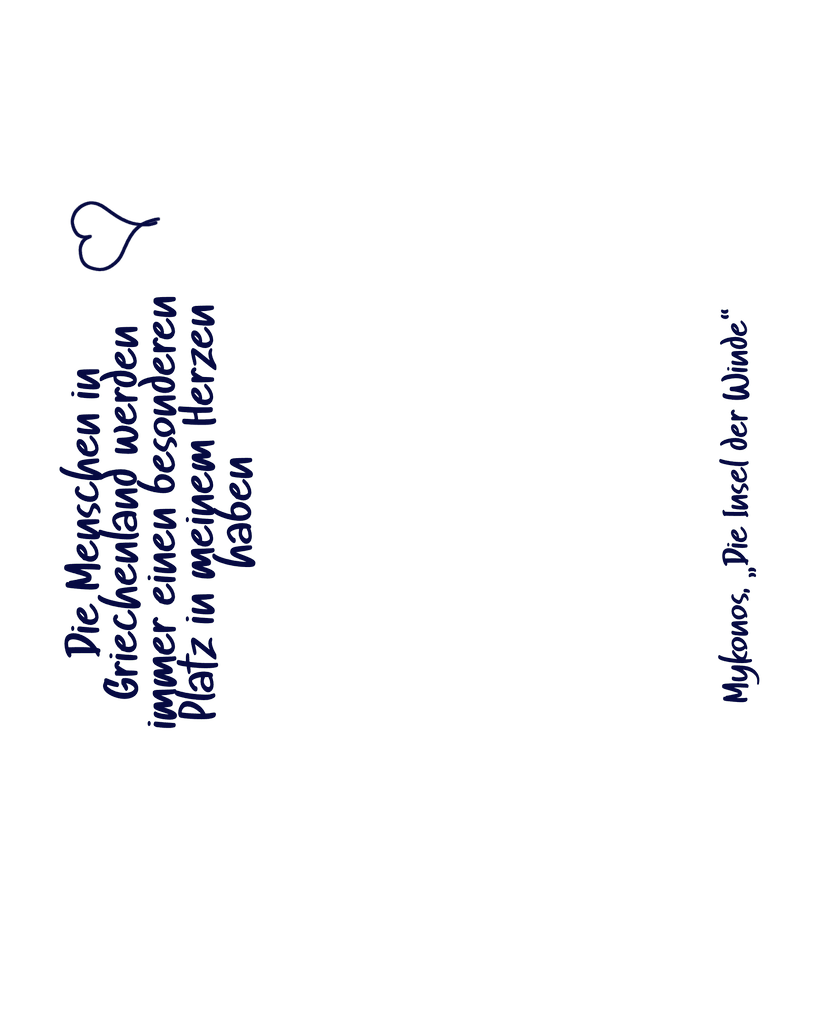 Die Menschen in
Griechenland werden
immer einen besonderen
Platz in meinem Herzen
haben
Mykonos, „Die Insel der Winde“